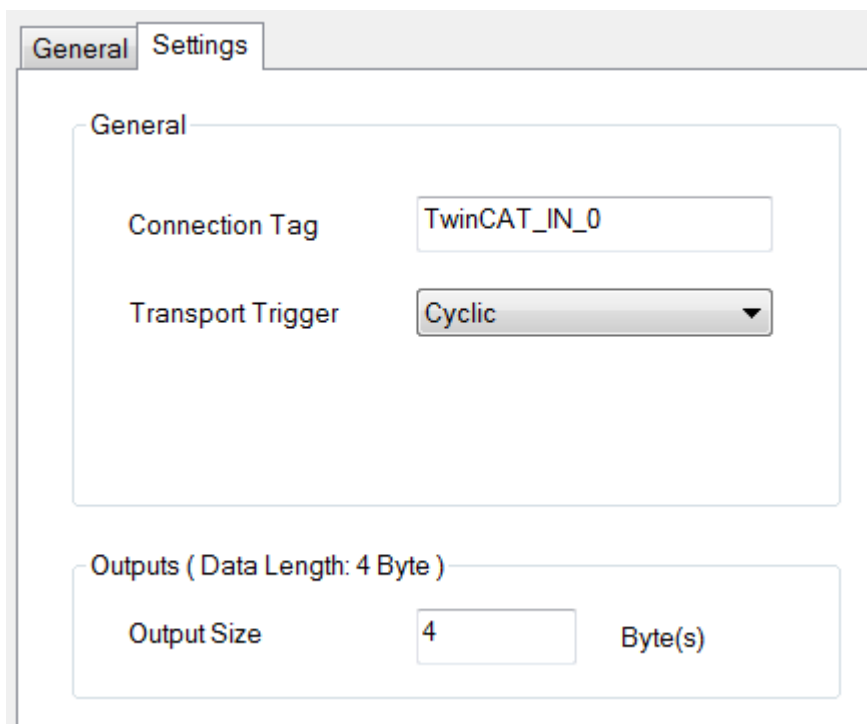 General Settings
General
Connection Tag TwinCAT_IN_0
Transport Trigger Cyclic
Outputs ( Data Length: 4 Byte )
Output Size 4 Byte(s)